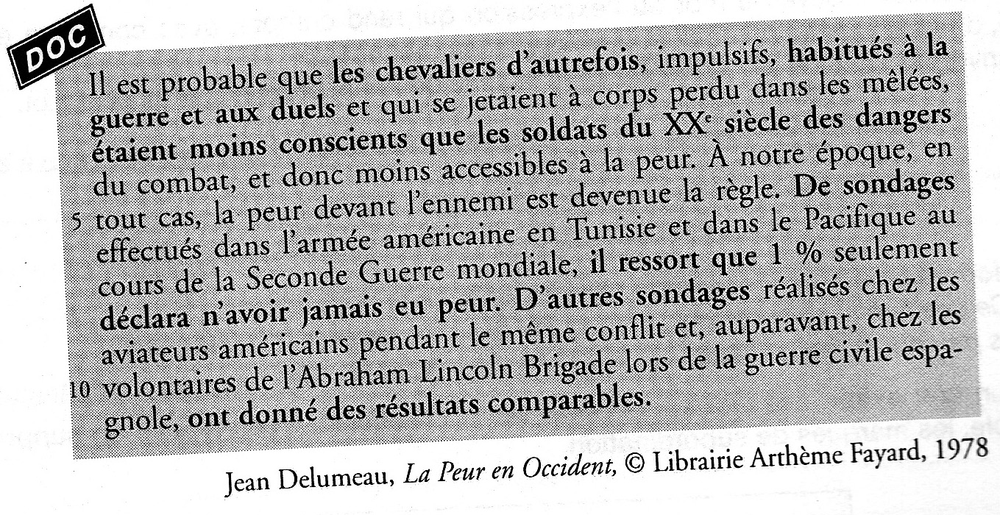 DOC
Il est probable que les chevaliers d'autrefois, impulsifs, habitués à la
guerre et aux duels et qui se jetaient à corps perdu dans les mêlées,
étaient moins conscients que les soldats du XXe siècle des dangers
du combat, et donc moins accessibles à la peur. À notre époque, en
5 tout cas, la peur devant l'ennemi est devenue la règle. De sondages
effectués dans l'armée américaine en Tunisie et dans le Pacifique au
cours de la Seconde Guerre mondiale, il ressort que 1 % seulement
déclara n'avoir jamais eu peur. D'autres sondages réalisés chez les
aviateurs américains pendant le même conflit et, auparavant, chez les
10 volontaires de l'Abraham Lincoln Brigade lors de la guerre civile espa-
gnole, ont donné des résultats comparables.
Jean Delumeau, La Peur en Occident, © Librairie Arthème Fayard, 1978